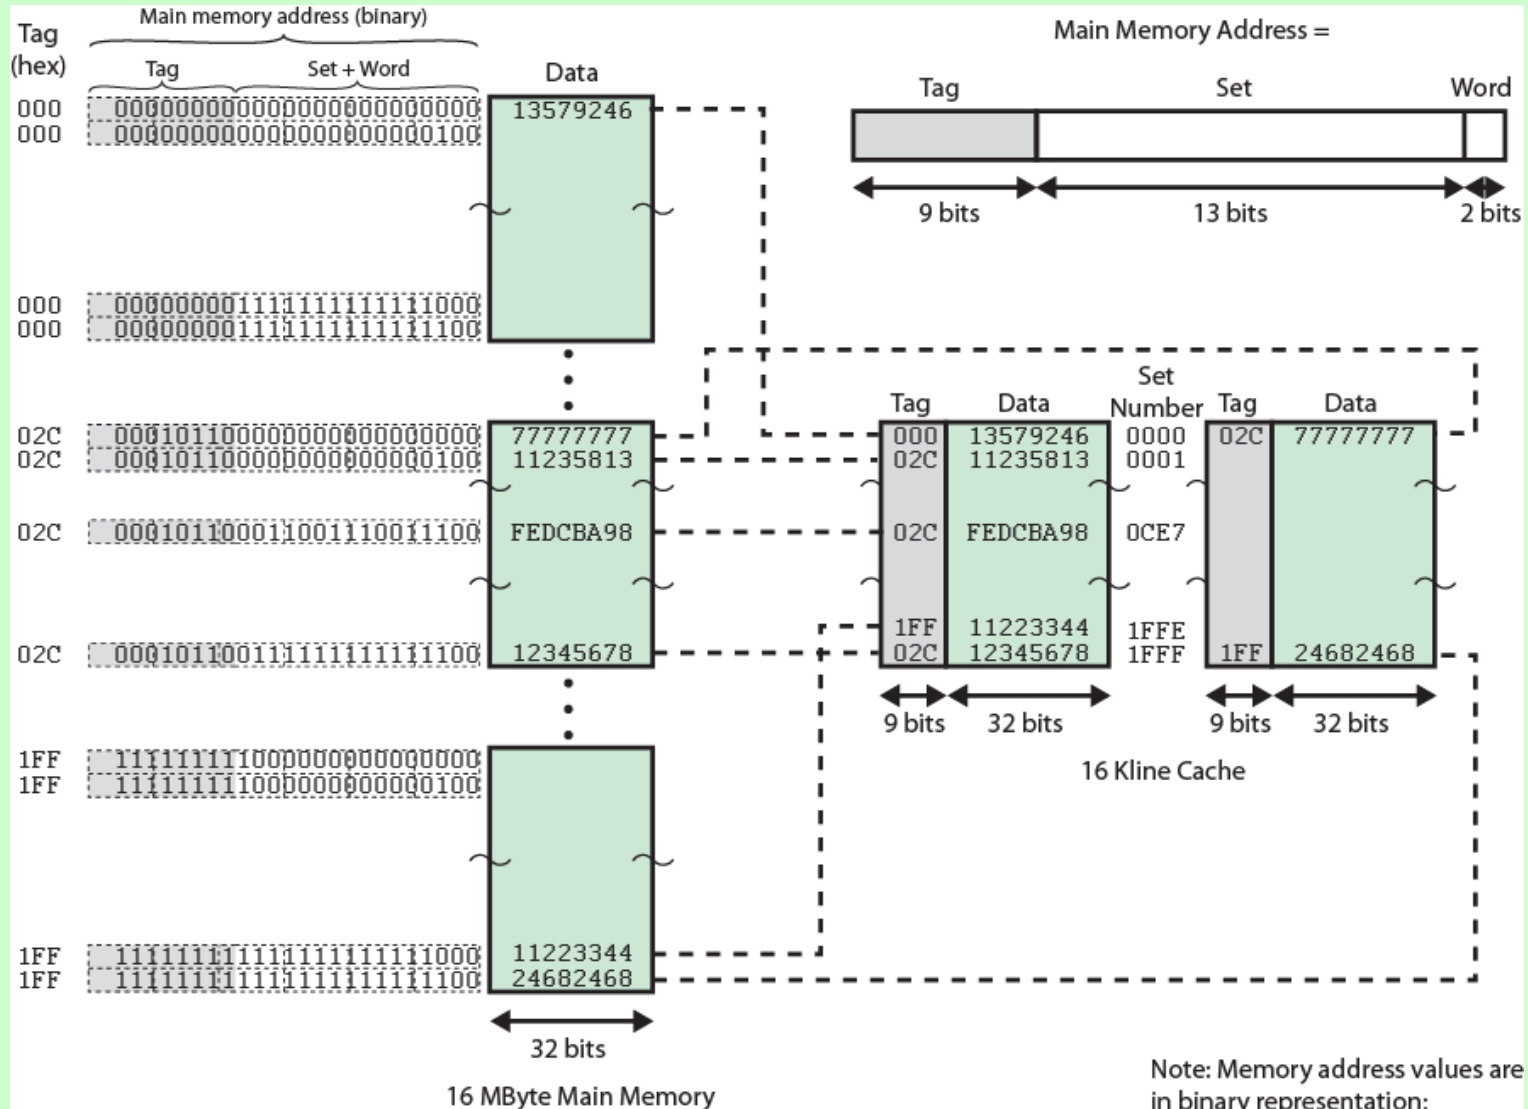 Main memory address (binary)
Tag
(hex)
Tag
Set + Word
Data
000 000000000000000000000000 13579246
000 000000000000000000000100
000 000000001111111111111000
000 000000001111111111111100
02C 000101100000000000000000 77777777
02C 000101100000000000000100 11235813
02C 000101100011001110011100 FEDCBA98
02C 000101100111111111111100 12345678
1FF 111111111000000000000000
1FF 111111111000000000000100
1FF 111111111111111111111000 11223344
1FF 111111111111111111111100 24682468
32 bits
16 MByte Main Memory
Main Memory Address =
Tag Set Word
9 bits 13 bits 2 bits
Set
Tag Data Number Tag Data
000 13579246 0000 02C 77777777
02C 11235813 0001
02C FEDCBA98 0CE7
1FF 11223344 1FFE
02C 12345678 1FFF 1FF 24682468
9 bits 32 bits 9 bits 32 bits
16 Kline Cache
Note: Memory address values are
in binary representation;